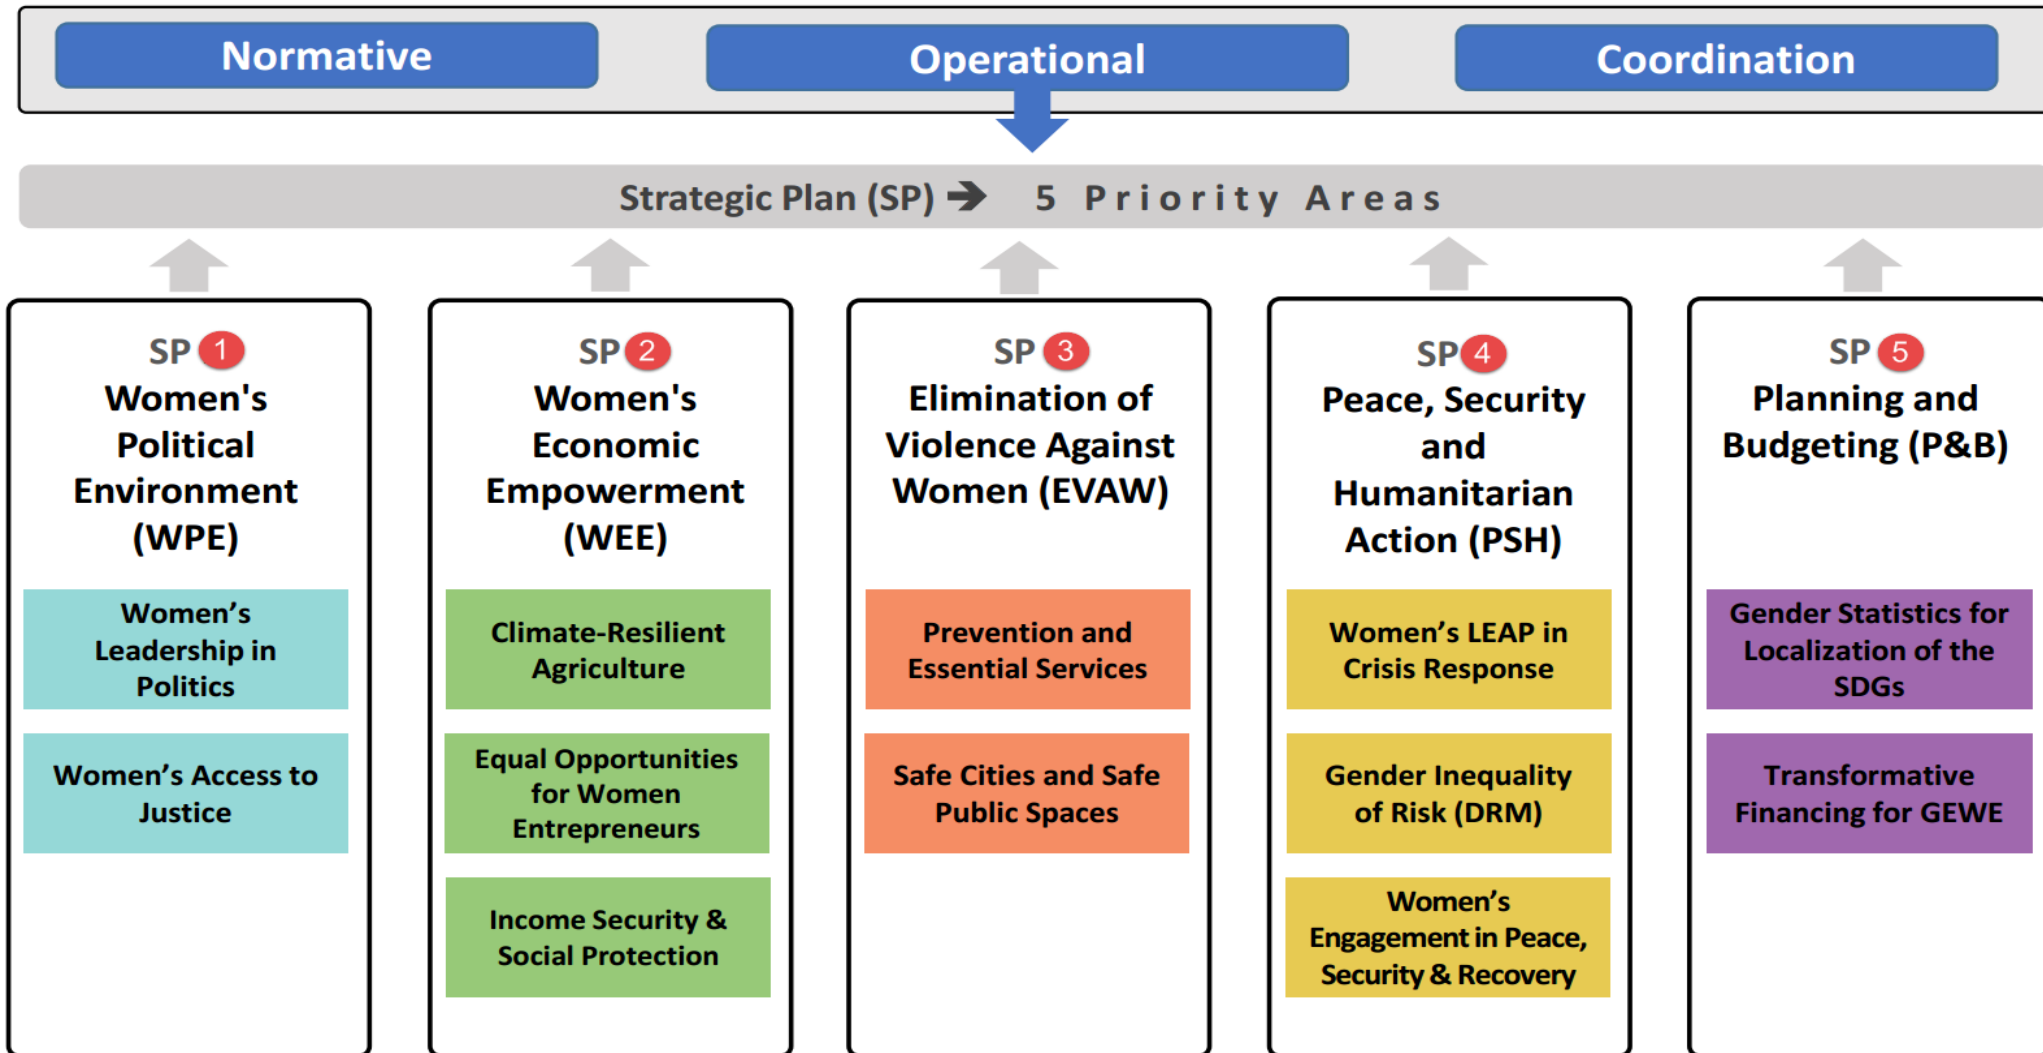 Normative
Operational
Coordination
Strategic Plan (SP) ➔ 5 Priority Areas
SP 1
Women's
Political
Environment
(WPE)
Women’s
Leadership in
Politics
Women’s Access to
Justice
SP 2
Women's
Economic
Empowerment
(WEE)
Climate-Resilient
Agriculture
Equal Opportunities
for Women
Entrepreneurs
Income Security &
Social Protection
SP 3
Elimination of
Violence Against
Women (EVAW)
Prevention and
Essential Services
Safe Cities and Safe
Public Spaces
SP 4
Peace, Security
and
Humanitarian
Action (PSH)
Women’s LEAP in
Crisis Response
Gender Inequality
of Risk (DRM)
Women’s
Engagement in Peace,
Security & Recovery
SP 5
Planning and
Budgeting (P&B)
Gender Statistics for
Localization of the
SDGs
Transformative
Financing for GEWE